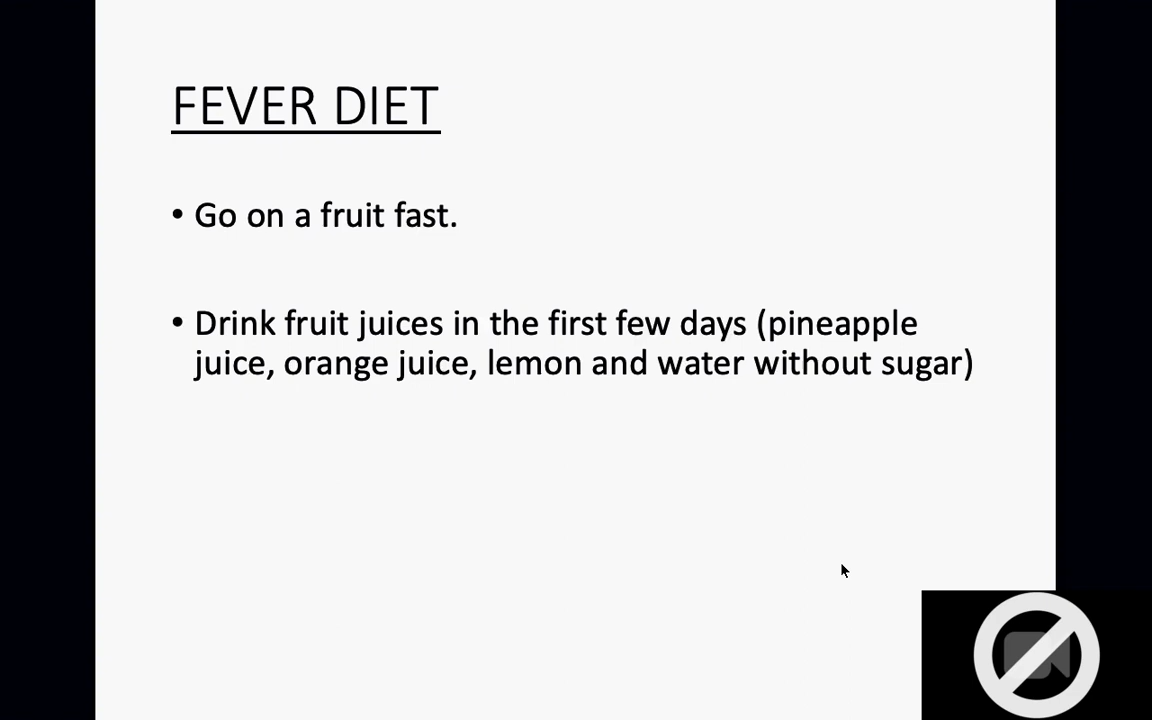 FEVER DIET
• Go on a fruit fast.
• Drink fruit juices in the first few days (pineapple
juice, orange juice, lemon and water without sugar)